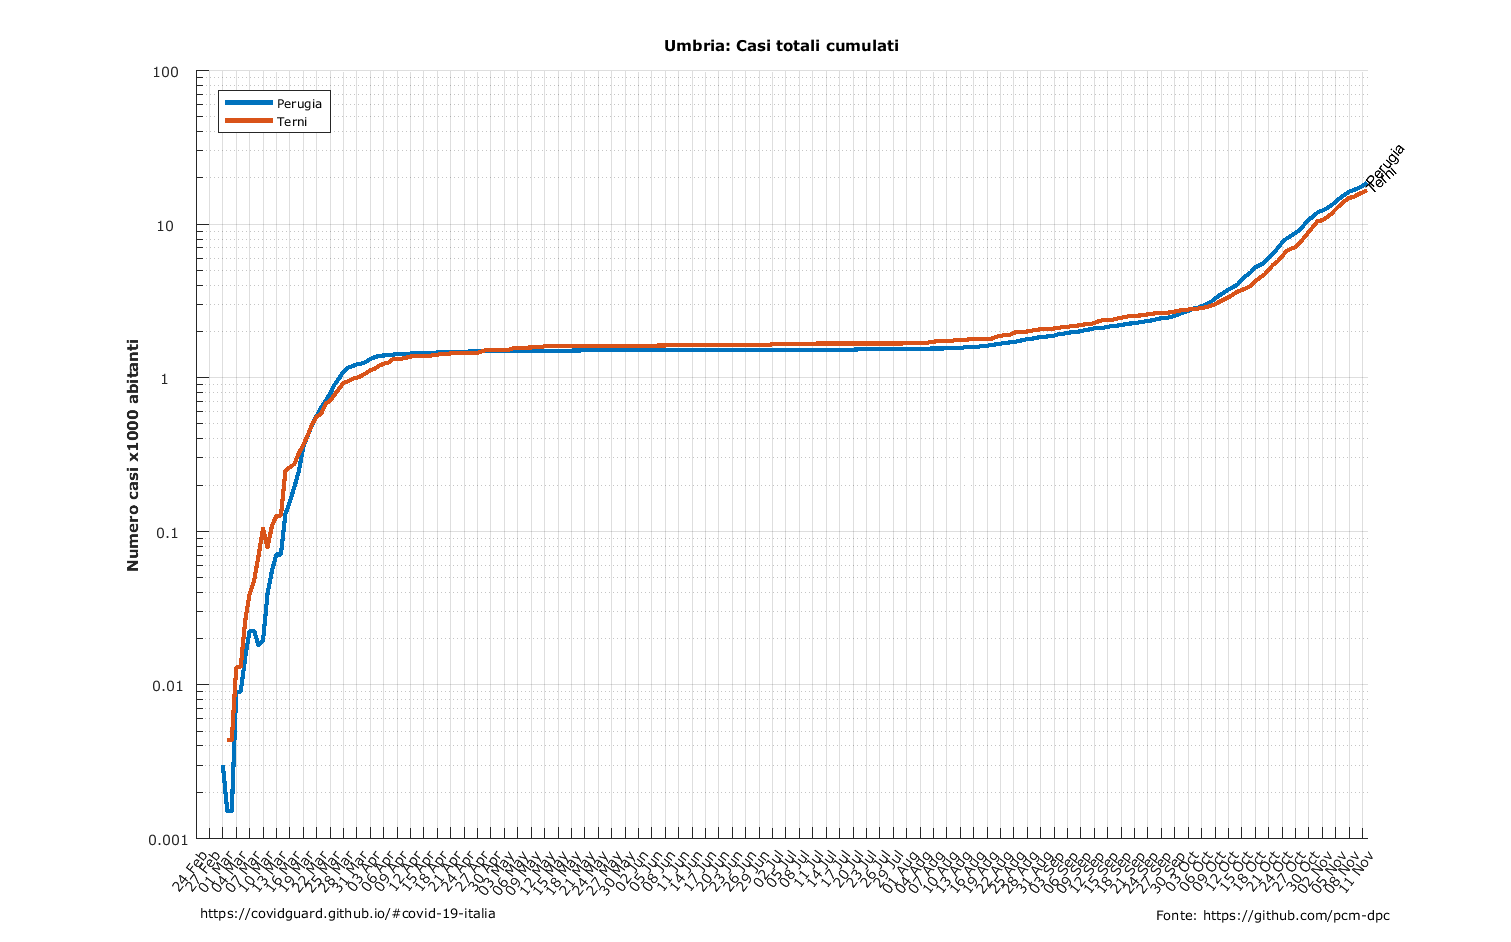 Umbria: Casi totali cumulati
100
10
1
0.1
0.01
0.001
Numero casi x1000 abitanti
Perugia
Terni
Perugia
Terni
24 Feb
27 Feb
01 Mar
04 Mar
07 Mar
10 Mar
13 Mar
16 Mar
19 Mar
22 Mar
25 Mar
28 Mar
31 Mar
03 Apr
06 Apr
09 Apr
12 Apr
15 Apr
18 Apr
21 Apr
24 Apr
27 Apr
30 Apr
03 May
06 May
09 May
12 May
15 May
18 May
21 May
24 May
27 May
30 May
02 Jun
05 Jun
08 Jun
11 Jun
14 Jun
17 Jun
20 Jun
23 Jun
26 Jun
29 Jun
02 Jul
05 Jul
08 Jul
11 Jul
14 Jul
17 Jul
20 Jul
23 Jul
26 Jul
29 Jul
01 Aug
04 Aug
07 Aug
10 Aug
13 Aug
16 Aug
19 Aug
22 Aug
25 Aug
28 Aug
31 Aug
03 Sep
06 Sep
09 Sep
12 Sep
15 Sep
18 Sep
21 Sep
24 Sep
27 Sep
30 Sep
03 Oct
06 Oct
09 Oct
12 Oct
15 Oct
18 Oct
21 Oct
24 Oct
27 Oct
30 Oct
02 Nov
05 Nov
08 Nov
11 Nov
https://covidguard.github.io/#covid-19-italia
Fonte: https://github.com/pcm-dpc